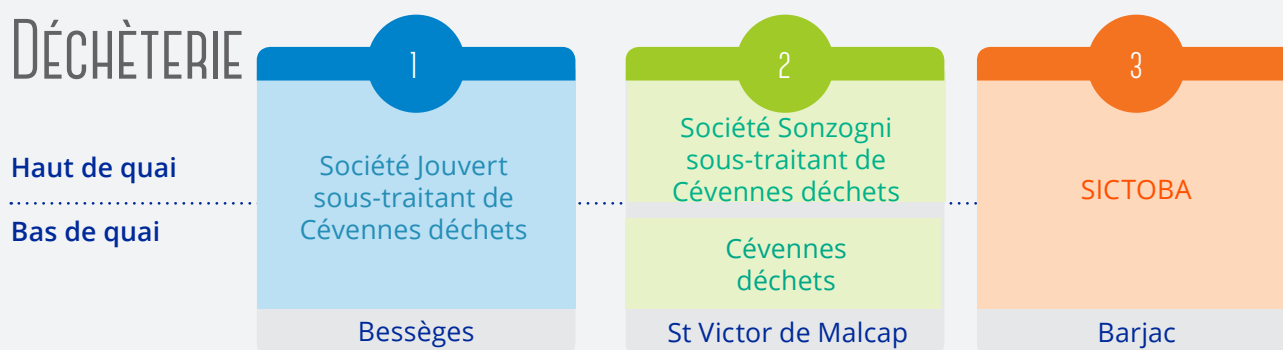 DÉCHÈTERIE
1
2
3
Haut de quai
Bas de quai
Société Jouvert
sous-traitant de
Cévennes déchets
Bessèges
Société Sonzogni
sous-traitant de
Cévennes déchets
Cévennes
déchets
St Victor de Malcap
SICTOBA
Barjac